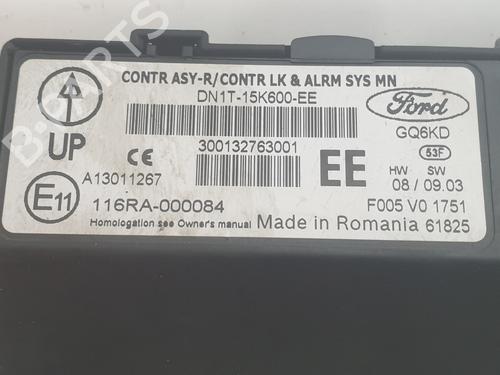 CONTR ASY-R/CONTR LK & ALRM SYS MN
DN1T-15K600-EE
Ford
GQ6KD
UP
300132763001
53F
CE
EE
HW SW
A13011267
08 / 09.03
E11
116RA-000084
F005 V0 1751
Homologation see Owner's manual
Made in Romania 61825
B-PARTS